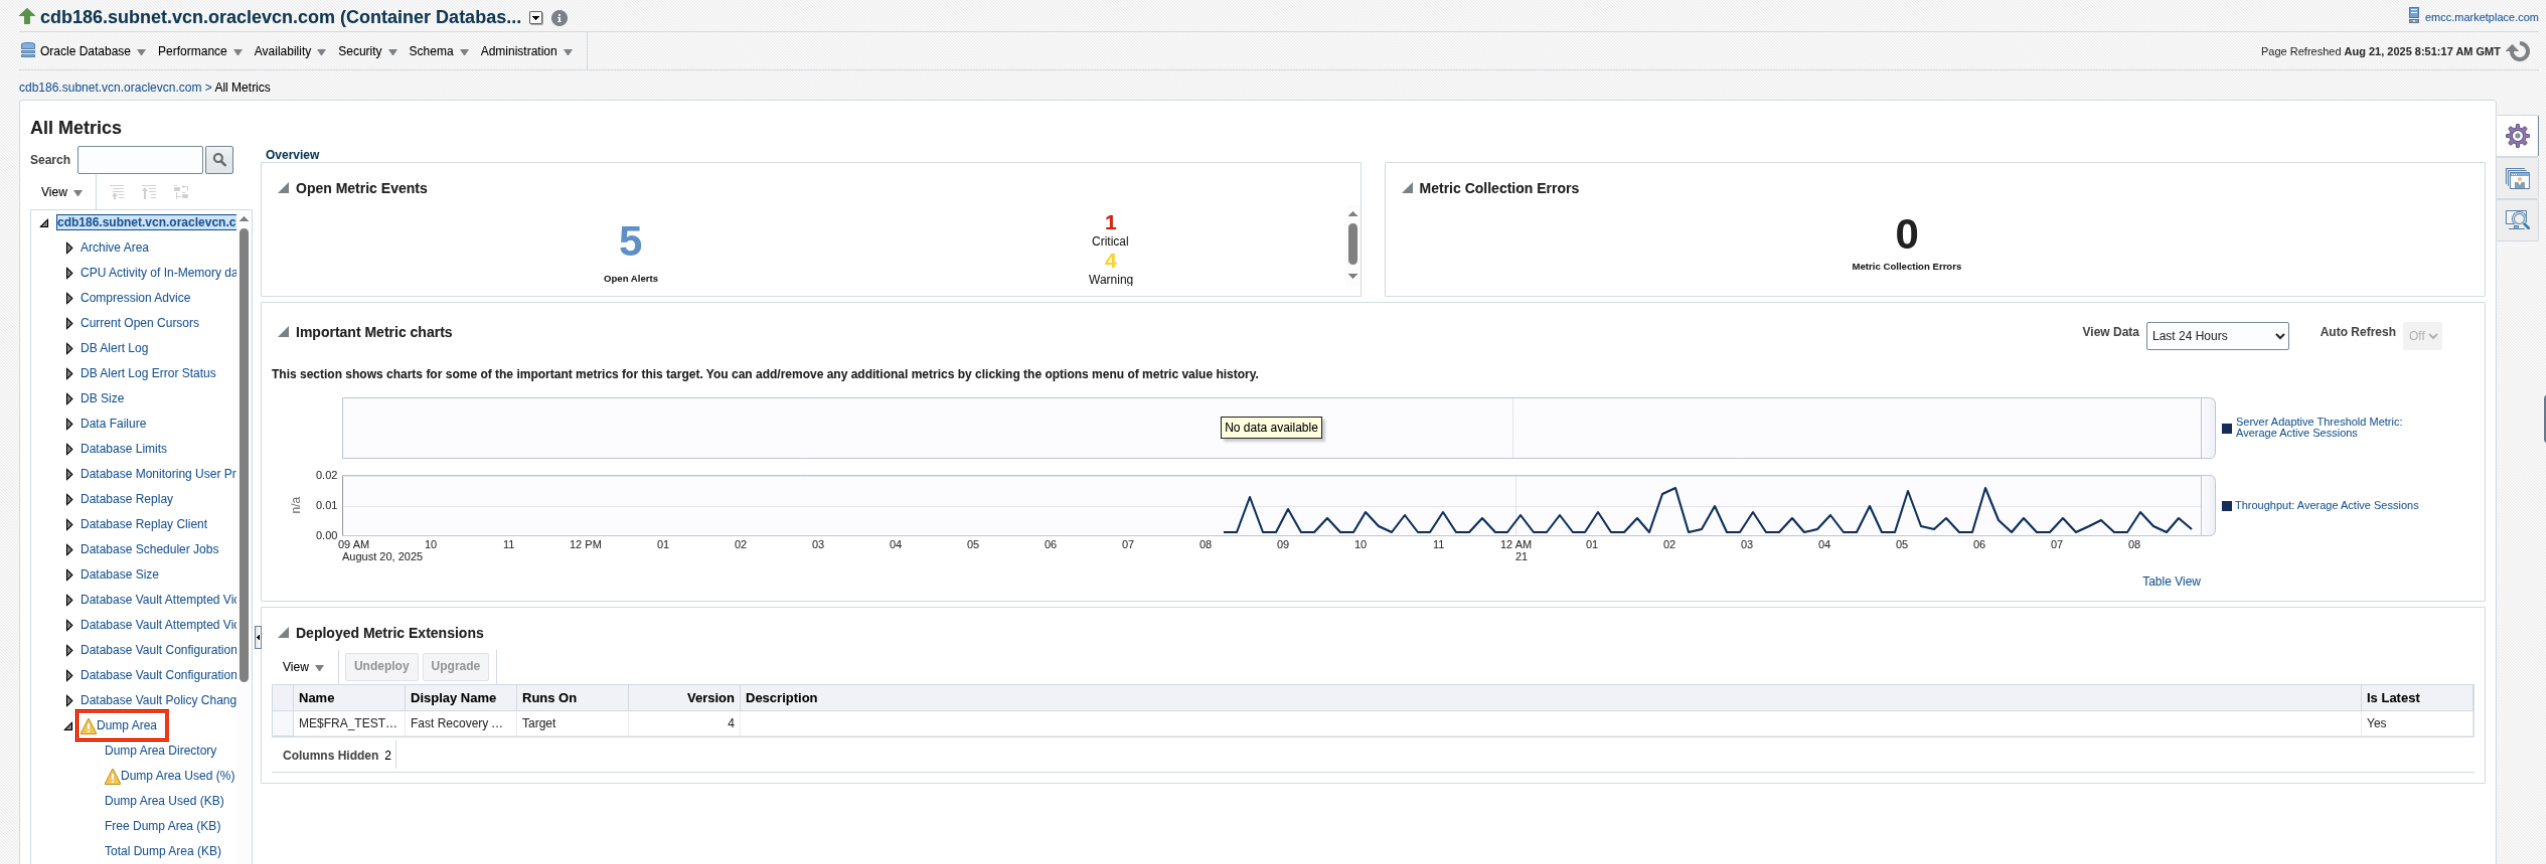 cdb186.subnet.vcn.oraclevcn.com (Container Databas...
emcc.marketplace.com
Oracle Database Performance Availability Security Schema Administration
Page Refreshed Aug 21, 2025 8:51:17 AM GMT
cdb186.subnet.vcn.oraclevcn.com > All Metrics
All Metrics
Search
View
cdb186.subnet.vcn.oraclevcn.c
Archive Area
CPU Activity of In-Memory da
Compression Advice
Current Open Cursors
DB Alert Log
DB Alert Log Error Status
DB Size
Data Failure
Database Limits
Database Monitoring User Pr
Database Replay
Database Replay Client
Database Scheduler Jobs
Database Size
Database Vault Attempted Vio
Database Vault Attempted Vio
Database Vault Configuration
Database Vault Configuration
Database Vault Policy Chang
Dump Area
Dump Area Directory
Dump Area Used (%)
Dump Area Used (KB)
Free Dump Area (KB)
Total Dump Area (KB)
Overview
Open Metric Events
5
Open Alerts
1
Critical
4
Warning
Metric Collection Errors
0
Metric Collection Errors
Important Metric charts
View Data Last 24 Hours Auto Refresh Off
This section shows charts for some of the important metrics for this target. You can add/remove any additional metrics by clicking the options menu of metric value history.
No data available
Server Adaptive Threshold Metric:
Average Active Sessions
0.02
0.01
0.00
n/a
Throughput: Average Active Sessions
09 AM 10 11 12 PM 01 02 03 04 05 06 07 08 09 10 11 12 AM 01 02 03 04 05 06 07 08
August 20, 2025 21
Table View
Deployed Metric Extensions
View Undeploy Upgrade
Name Display Name Runs On Version Description Is Latest
ME$FRA_TEST... Fast Recovery ... Target 4 Yes
Columns Hidden 2